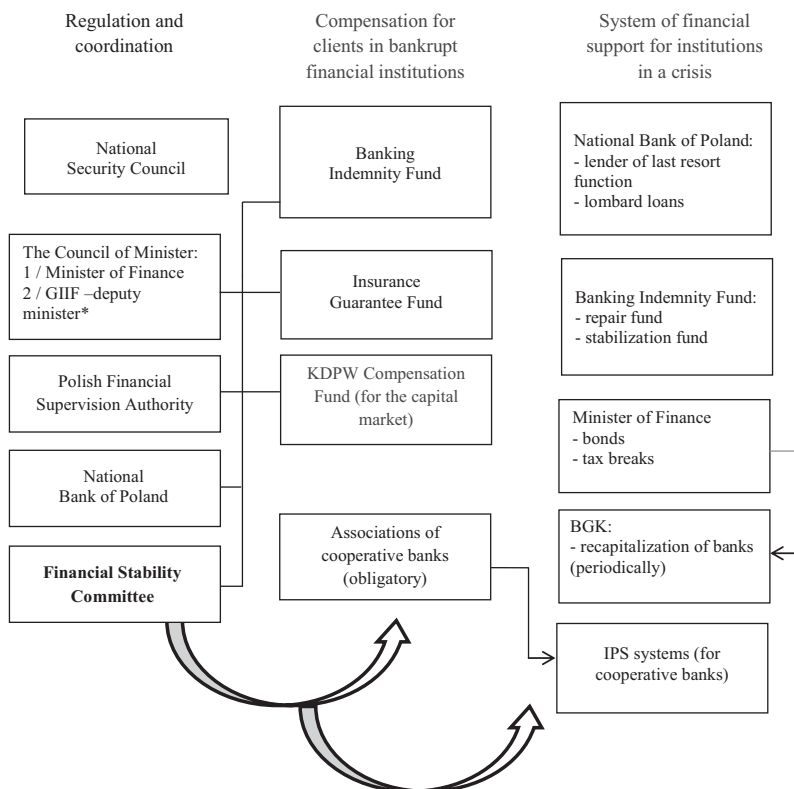 Regulation and
coordination
Compensation for
clients in bankrupt
financial institutions
System of financial
support for institutions
in a crisis
National
Security Council
The Council of Minister:
1 / Minister of Finance
2 / GIIF –deputy
minister*
Polish Financial
Supervision Authority
National
Bank of Poland
Financial Stability
Committee
Banking
Indemnity Fund
Insurance
Guarantee Fund
KDPW Compensation
Fund (for the capital
market)
Associations of
cooperative banks
(obligatory)
National Bank of Poland:
- lender of last resort
function
- lombard loans
Banking Indemnity Fund:
- repair fund
- stabilization fund
Minister of Finance
- bonds
- tax breaks
BGK:
- recapitalization of banks
(periodically)
IPS systems (for
cooperative banks)